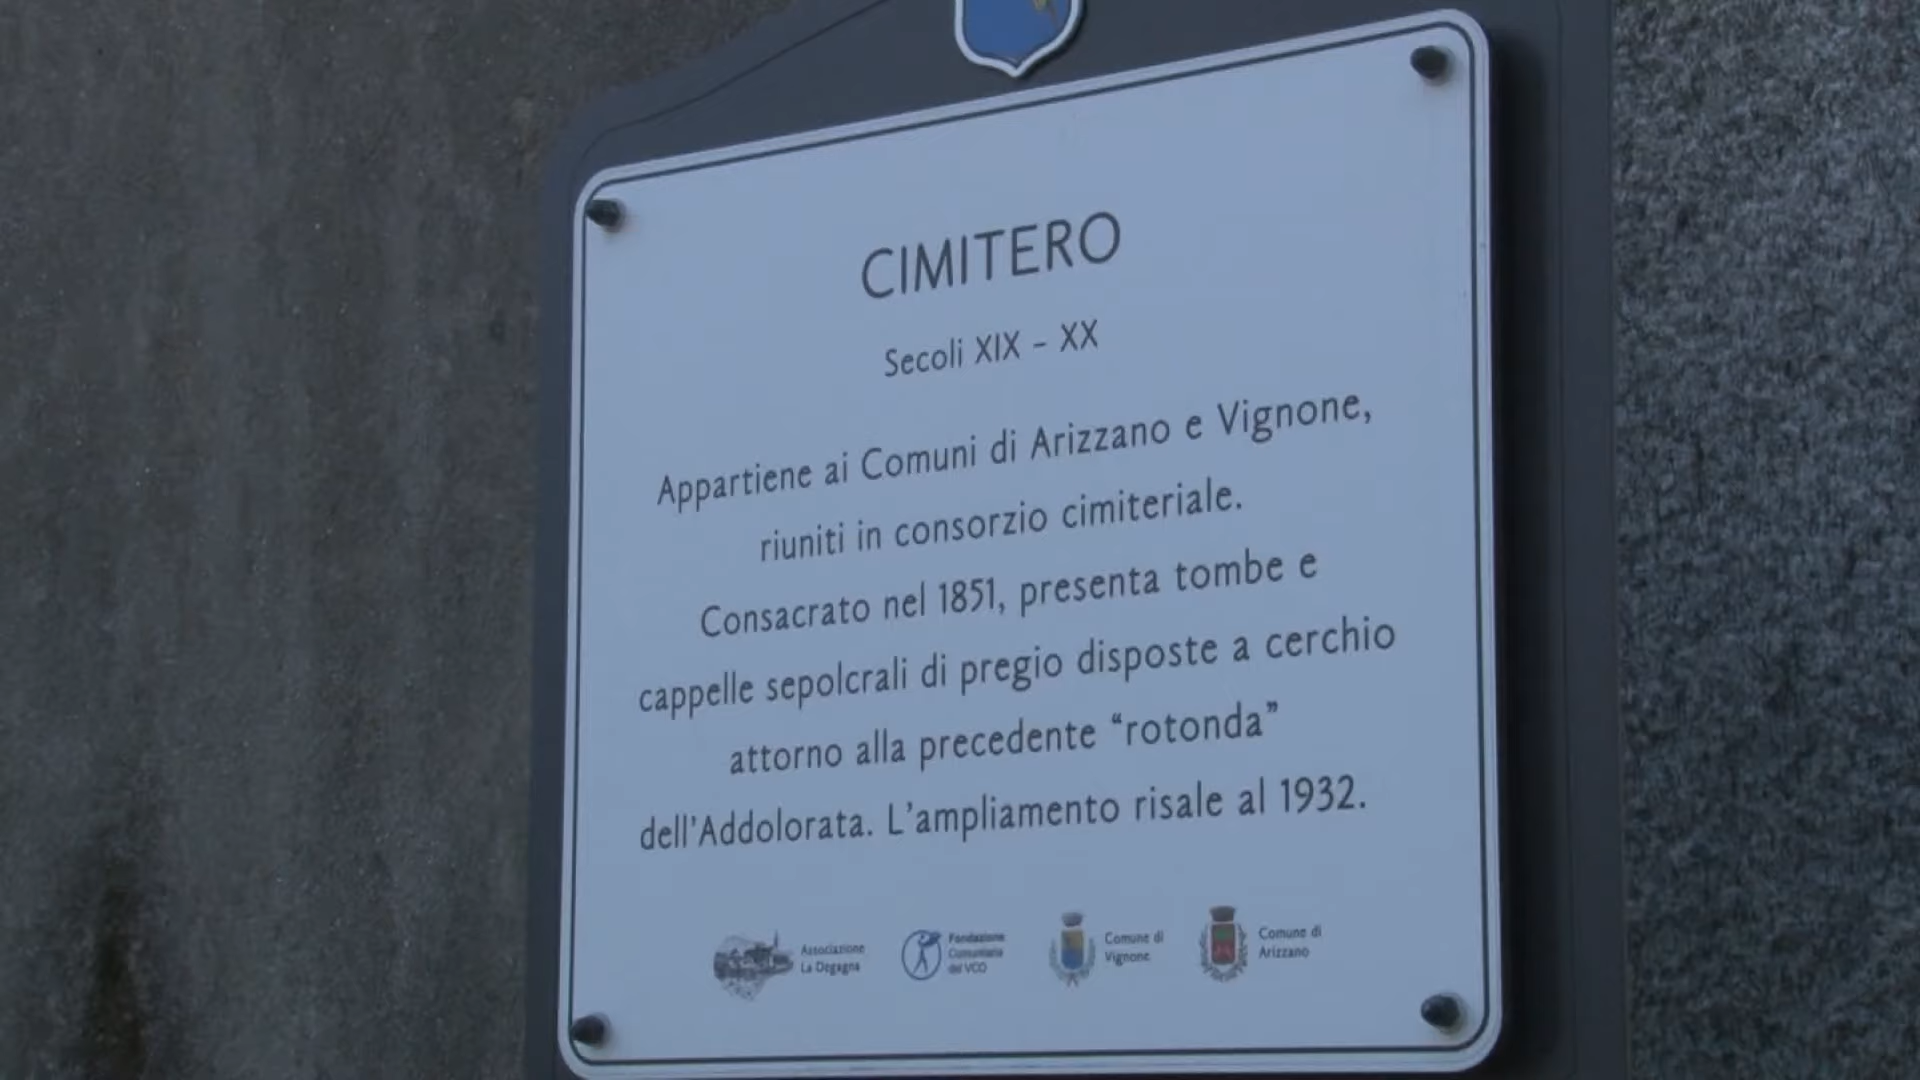 CIMITERO
Secoli XIX - XX
Appartiene ai Comuni di Arizzano e Vignone,
riuniti in consorzio cimiteriale.
Consacrato nel 1851, presenta tombe e
cappelle sepolcrali di pregio disposte a cerchio
attorno alla precedente “rotonda”
dell'Addolorata. L'ampliamento risale al 1932.
Associazione
La Degagna
Fondazione
Comunitaria
del VCO
Comune di
Vignone
Comune di
Arizzano